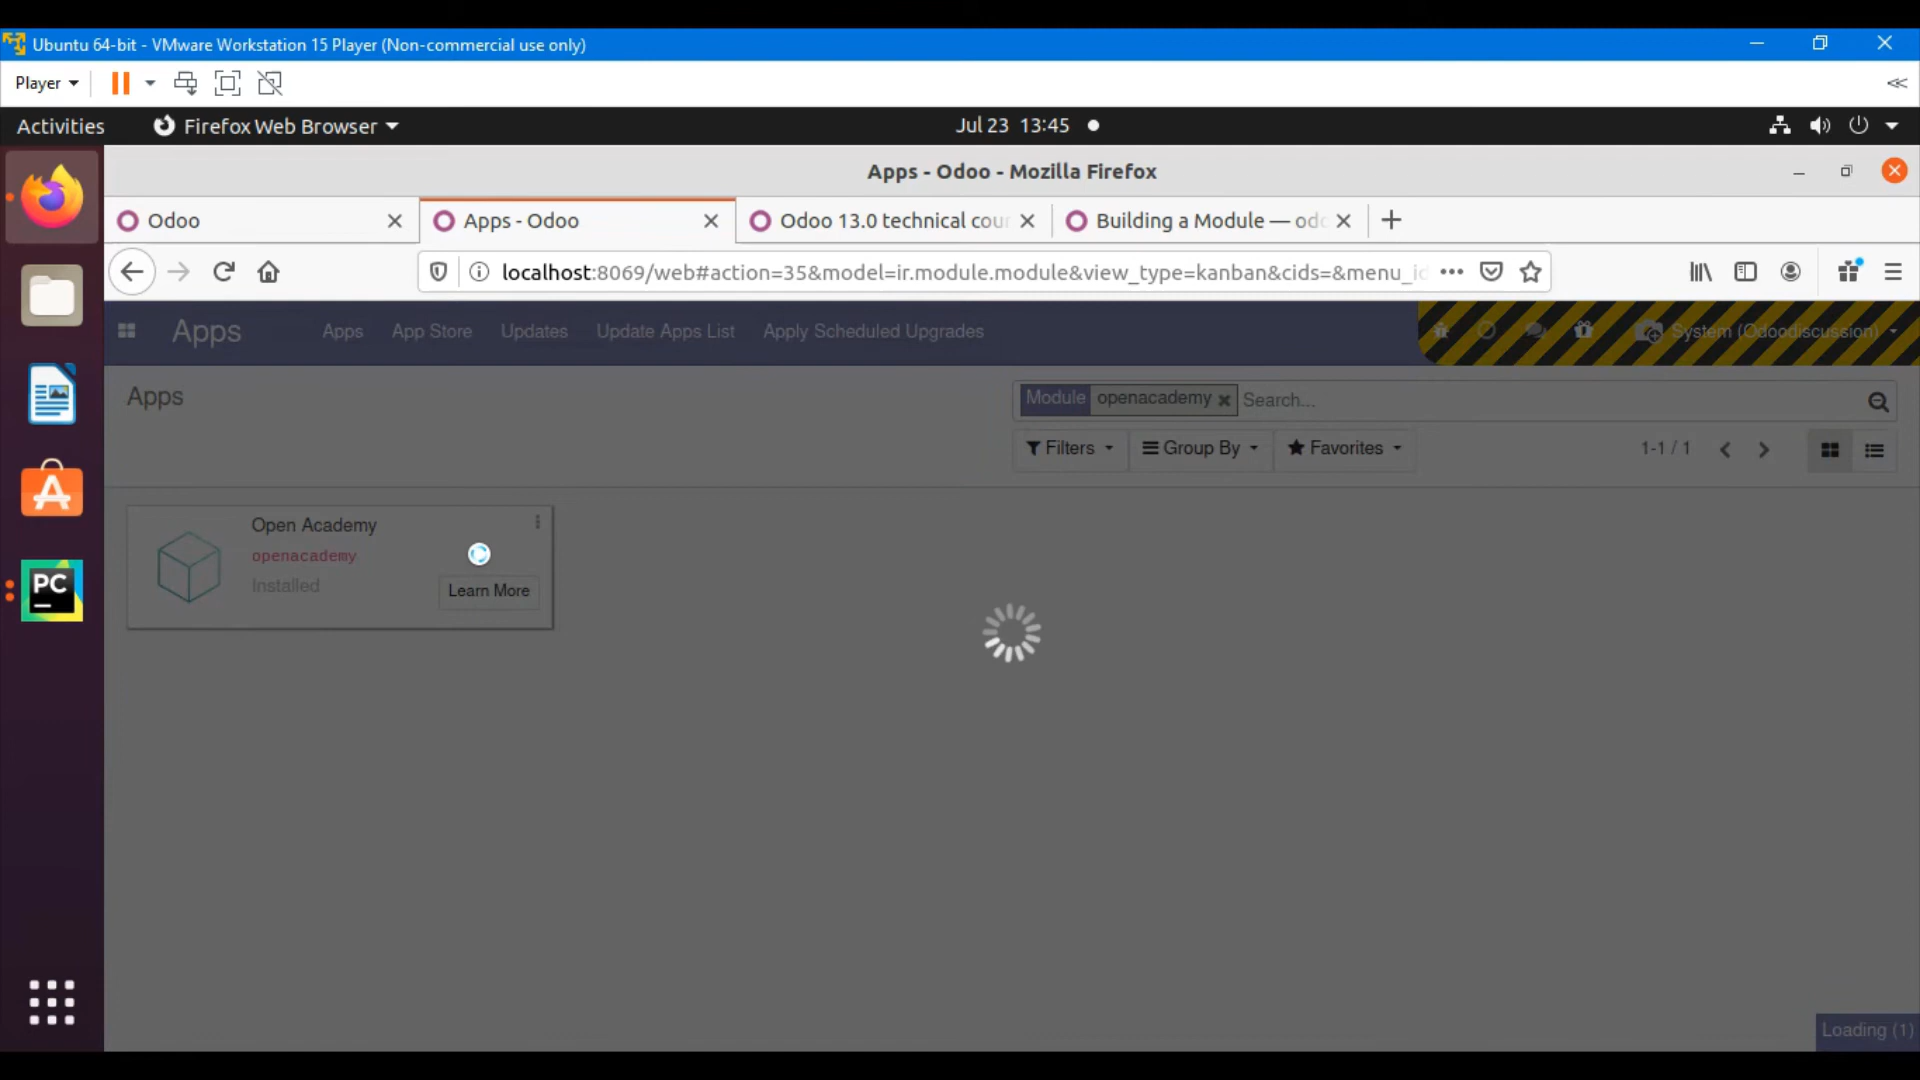 Ubuntu 64-bit - VMware Workstation 15 Player (Non-commercial use only)
Player
Activities Firefox Web Browser Jul 23 13:45
Apps - Odoo - Mozilla Firefox
Odoo Apps - Odoo Odoo 13.0 technical cour Building a Module — odo
localhost:8069/web#action=35&model=ir.module.module&view_type=kanban&cids=&menu_id
Apps Apps App Store Updates Update Apps List Apply Scheduled Upgrades System (Odoodiscussion)
Apps Module openacademy Search...
Filters Group By Favorites 1-1 / 1
Open Academy
openacademy
Installed Learn More
PC
Loading (1)